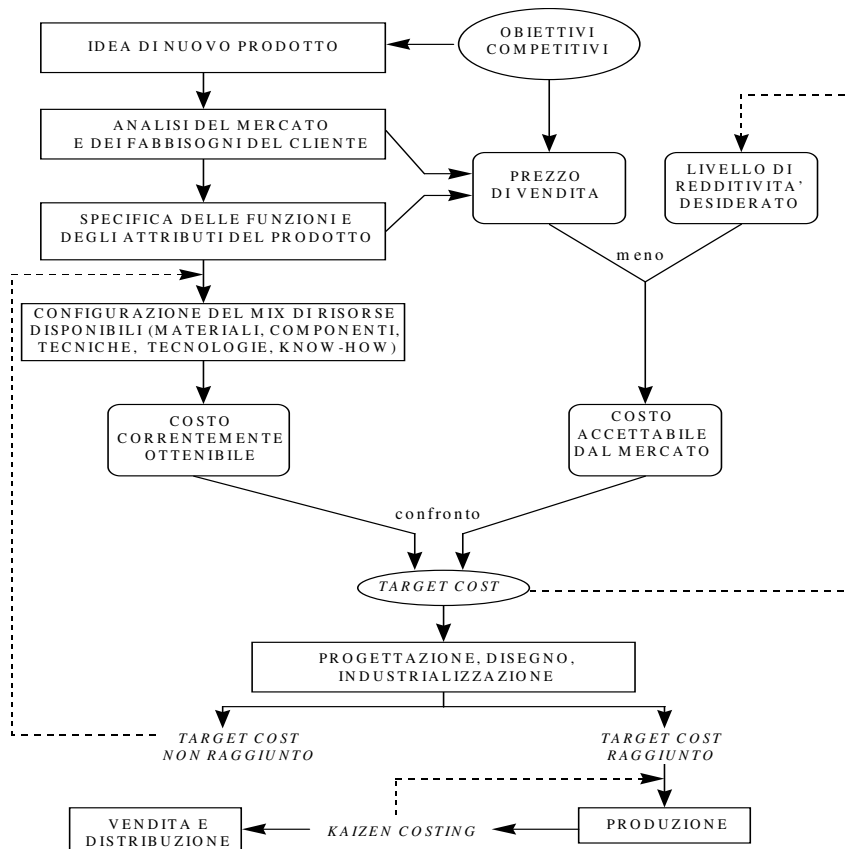 IDEA DI NUOVO PRODOTTO
OBIETTIVI
COMPETITIVI
ANALISI DEL MERCATO
E DEI FABBISOGNI DEL CLIENTE
PREZZO
DI VENDITA
LIVELLO DI
REDDITIVITA'
DESIDERATO
SPECIFICA DELLE FUNZIONI E
DEGLI ATTRIBUTI DEL PRODOTTO
meno
CONFIGURAZIONE DEL MIX DI RISORSE
DISPONIBILI (MATERIALI, COMPONENTI,
TECNICHE, TECNOLOGIE, KNOW-HOW)
COSTO
CORRENTEMENTE
OTTENIBILE
COSTO
ACCETTABILE
DAL MERCATO
confronto
TARGET COST
PROGETTAZIONE, DISEGNO,
INDUSTRIALIZZAZIONE
TARGET COST
NON RAGGIUNTO
TARGET COST
RAGGIUNTO
VENDITA E
DISTRIBUZIONE
KAIZEN COSTING
PRODUZIONE